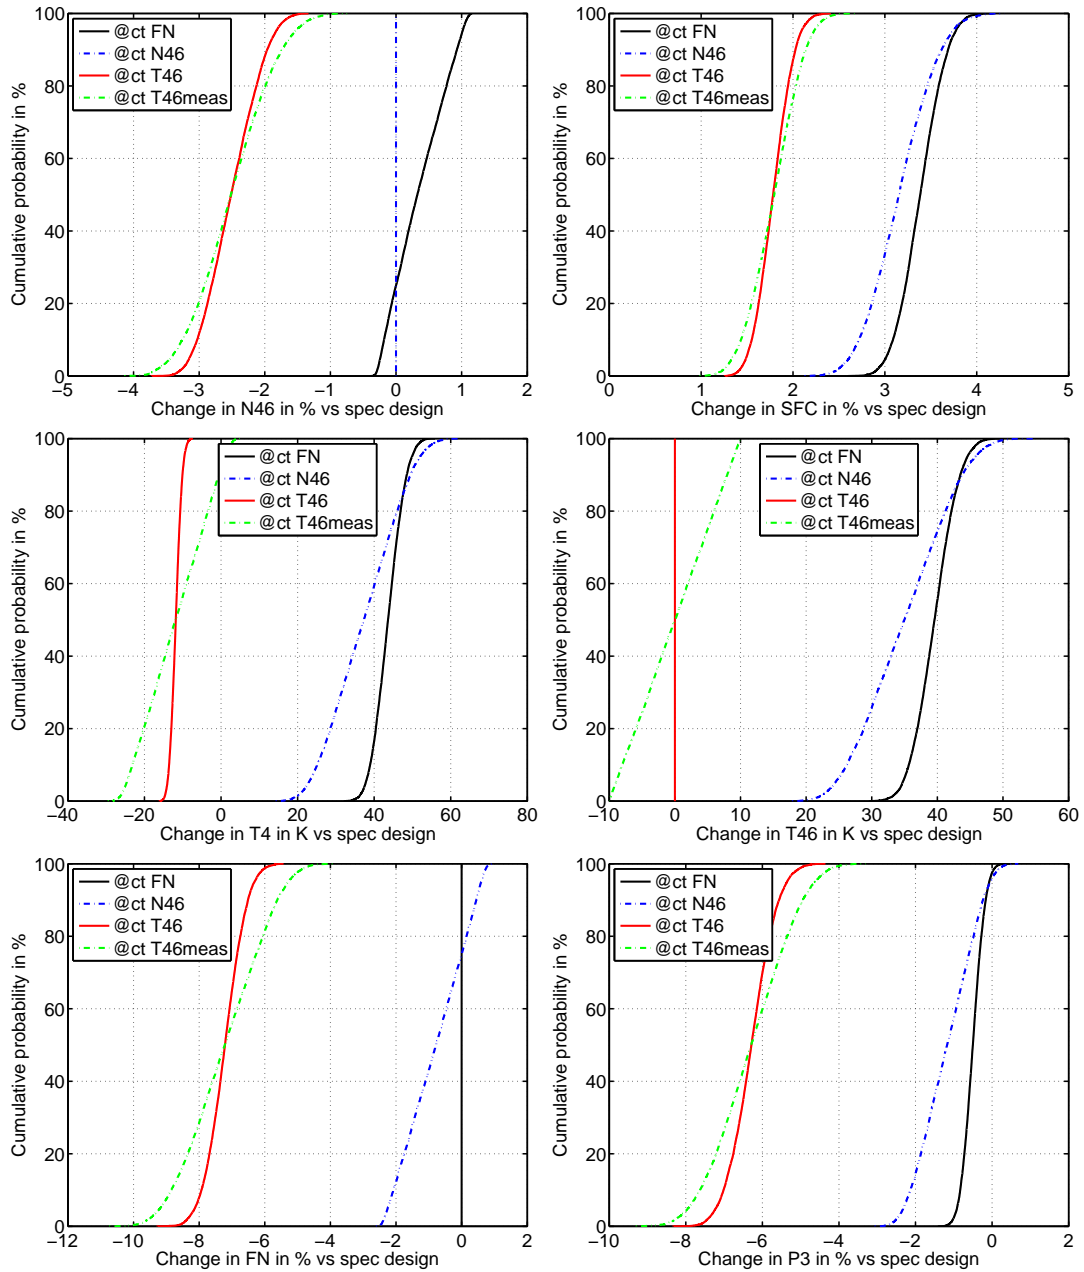 Cumulative probability in %
100
80
60
40
20
0
@ct FN
@ct N46
@ct T46
@ct T46meas
−5 −4 −3 −2 −1 0 1 2
Change in N46 in % vs spec design
Cumulative probability in %
100
80
60
40
20
0
@ct FN
@ct N46
@ct T46
@ct T46meas
0 1 2 3 4 5
Change in SFC in % vs spec design
Cumulative probability in %
100
80
60
40
20
0
@ct FN
@ct N46
@ct T46
@ct T46meas
−40 −20 0 20 40 60 80
Change in T4 in K vs spec design
Cumulative probability in %
100
80
60
40
20
0
@ct FN
@ct N46
@ct T46
@ct T46meas
−10 0 10 20 30 40 50 60
Change in T46 in K vs spec design
Cumulative probability in %
100
80
60
40
20
0
@ct FN
@ct N46
@ct T46
@ct T46meas
−12 −10 −8 −6 −4 −2 0 2
Change in FN in % vs spec design
Cumulative probability in %
100
80
60
40
20
0
@ct FN
@ct N46
@ct T46
@ct T46meas
−10 −8 −6 −4 −2 0 2
Change in P3 in % vs spec design